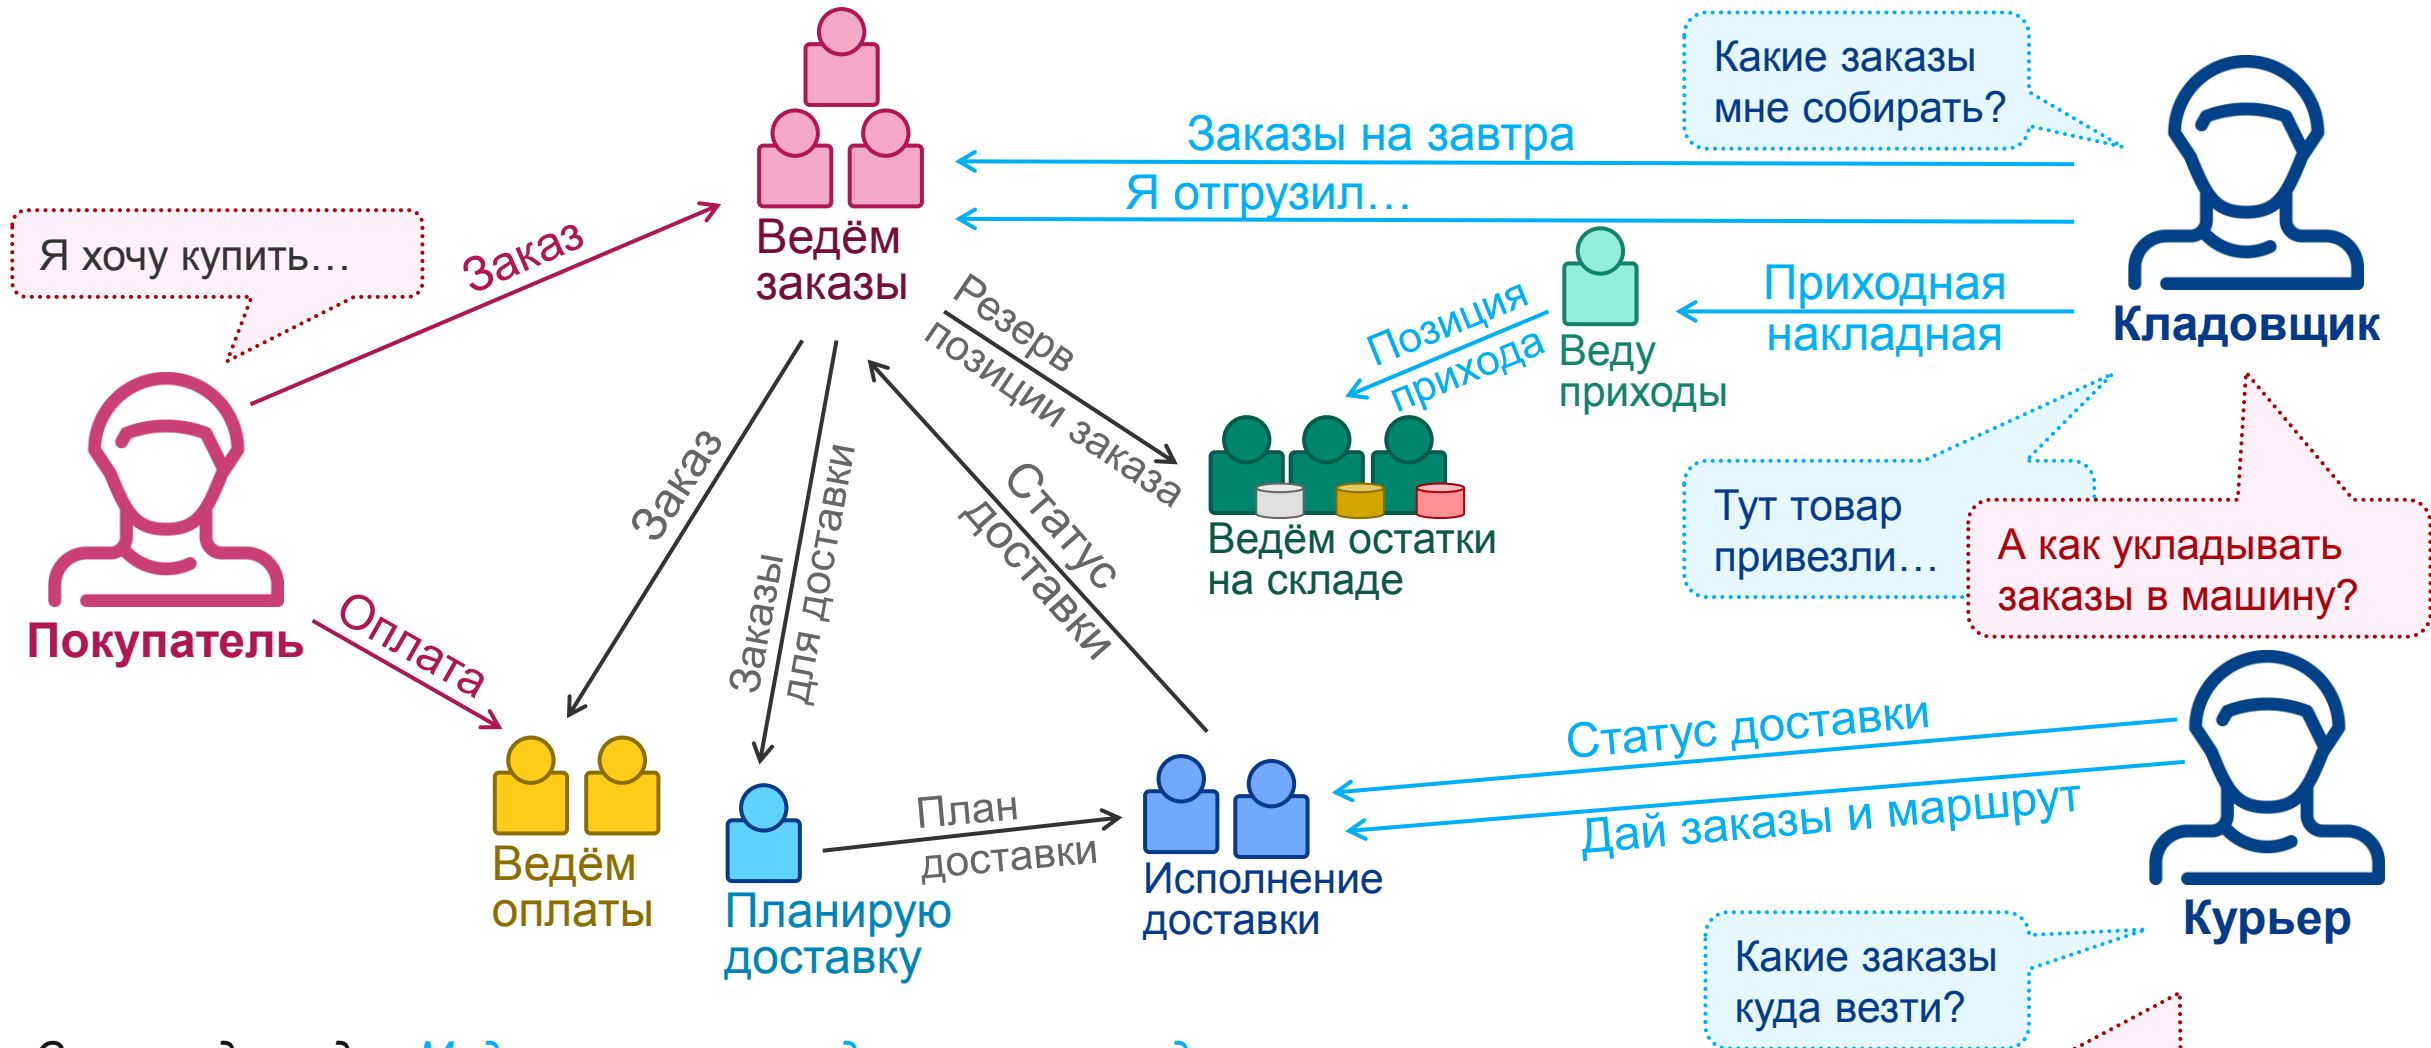 Какие заказы
мне собирать?
Заказы на завтра
Я отгрузил…
Ведём
заказы
Я хочу купить…
Заказ
Приходная
накладная
Кладовщик
Резерв
позиции заказа
Позиция
прихода
Веду
приходы
Заказ
Заказы
для доставки
Статус
доставки
Ведём остатки
на складе
Тут товар
привезли…
А как укладывать
заказы в машину?
Покупатель
Оплата
Статус доставки
Дай заказы и маршрут
План
доставки
Ведём
оплаты
Планирую
доставку
Исполнение
доставки
Курьер
Какие заказы
куда везти?